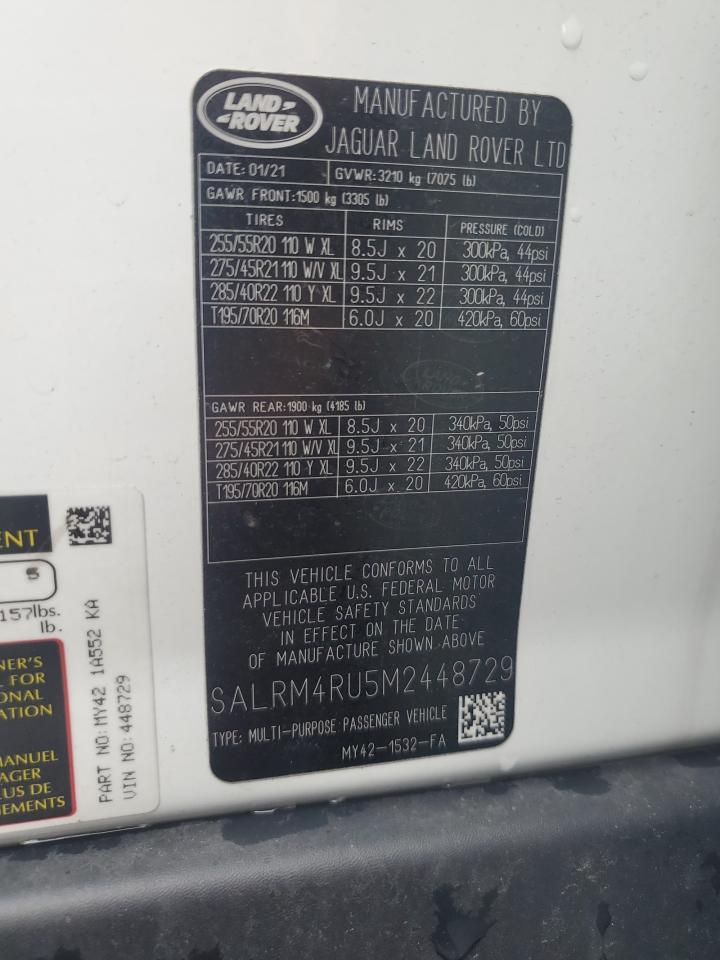 LAND-
-ROVER
MANUFACTURED BY
JAGUAR LAND ROVER LTD
DATE: 01/21 GVWR:3210 kg (7075 lb)
GAWR FRONT:1500 kg (3305 lb)
TIRES RIMS PRESSURE (COLD)
255/55R20 110 W XL 8.5J x 20 300kPa, 44psi
275/45R21 110 W/V XL 9.5J x 21 300kPa, 44psi
285/40R22 110 Y XL 9.5J x 22 300kPa, 44psi
T195/70R20 116M 6.0J x 20 420kPa, 60psi
GAWR REAR:1900 kg (4185 lb)
255/55R20 110 W XL 8.5J x 20 340kPa, 50psi
275/45R21 110 W/V XL 9.5J x 21 340kPa, 50psi
285/40R22 110 Y XL 9.5J x 22 340kPa, 50psi
T195/70R20 116M 6.0J x 20 420kPa, 60psi
THIS VEHICLE CONFORMS TO ALL
APPLICABLE U.S. FEDERAL MOTOR
VEHICLE SAFETY STANDARDS
IN EFFECT ON THE DATE
OF MANUFACTURE SHOWN ABOVE
SALRM4RU5M2448729
TYPE: MULTI-PURPOSE PASSENGER VEHICLE
MY42-1532-FA
ENT
5
157lbs.
lb.
NER'S
L FOR
ONAL
ATION
MANUEL
AGER
LUS DE
NEMENTS
PART NO:MY42 1A552 KA
VIN NO:448729